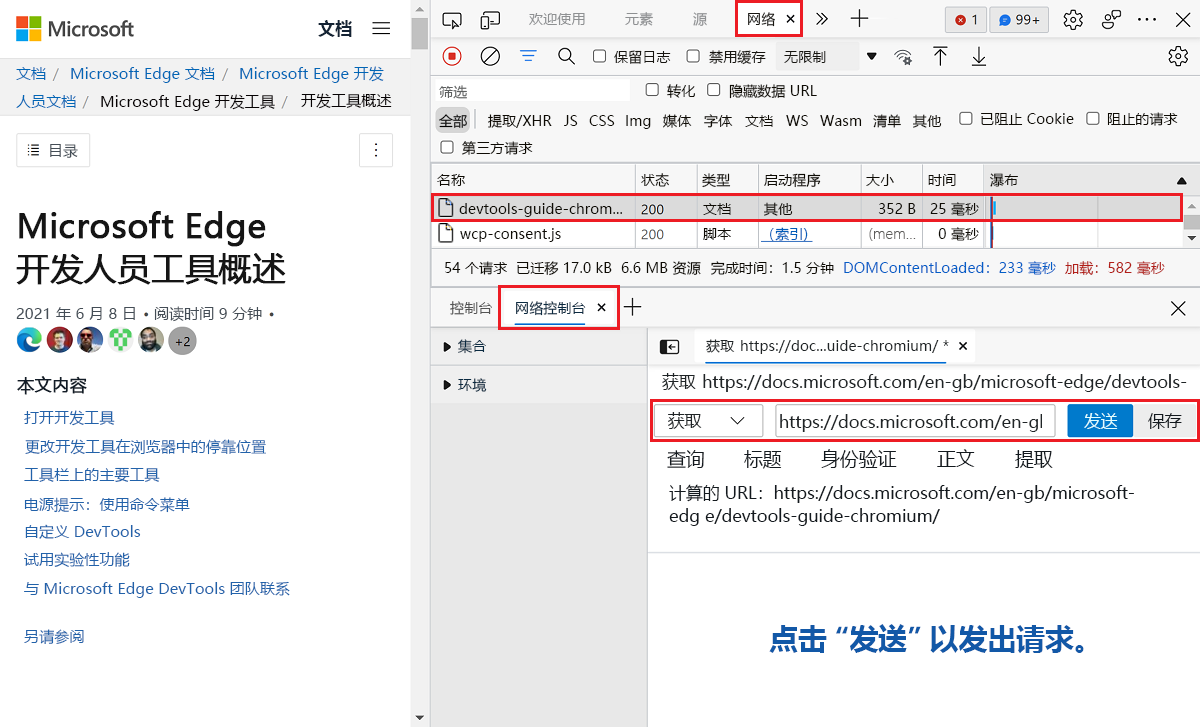 Microsoft
文档
文档 / Microsoft Edge 文档 / Microsoft Edge 开发
人员文档 / Microsoft Edge 开发工具 / 开发工具概述
目录
Microsoft Edge
开发人员工具概述
2021 年 6 月 8 日 • 阅读时间 9 分钟 •
+2
本文内容
打开开发工具
更改开发工具在浏览器中的停靠位置
工具栏上的主要工具
电源提示：使用命令菜单
自定义 DevTools
试用实验性功能
与 Microsoft Edge DevTools 团队联系
另请参阅
欢迎使用 元素 源 网络 1 99+
保留日志 禁用缓存 无限制
筛选 转化 隐藏数据 URL
全部 提取/XHR JS CSS Img 媒体 字体 文档 WS Wasm 清单 其他 已阻止 Cookie 阻止的请求
第三方请求
名称 状态 类型 启动程序 大小 时间 瀑布
devtools-guide-chrom... 200 文档 其他 352 B 25 毫秒
wcp-consent.js 200 脚本 （索引） (mem... 0 毫秒
54 个请求 已迁移 17.0 kB 6.6 MB 资源 完成时间：1.5 分钟 DOMContentLoaded：233 毫秒 加载：582 毫秒
控制台 网络控制台
集合
环境
获取 https://doc...uide-chromium/ *
获取 https://docs.microsoft.com/en-gb/microsoft-edge/devtools-
获取 https://docs.microsoft.com/en-gl 发送 保存
查询 标题 身份验证 正文 提取
计算的 URL：https://docs.microsoft.com/en-gb/microsoft-
edg e/devtools-guide-chromium/
点击 “发送” 以发出请求。